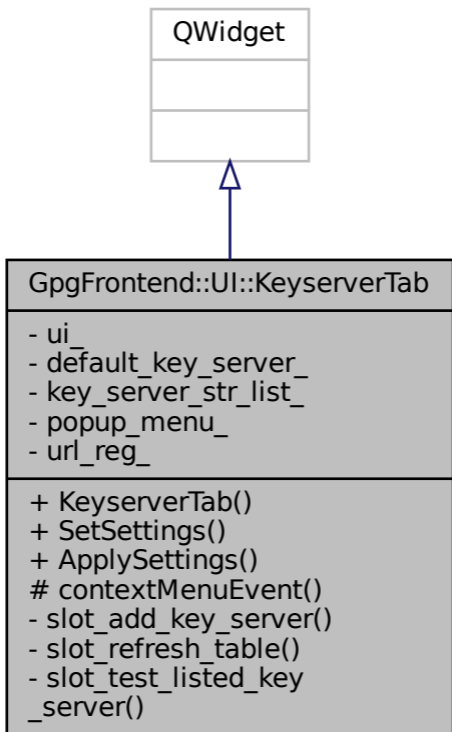 QWidget
GpgFrontend::UI::KeyserverTab
- ui_
- default_key_server_
- key_server_str_list_
- popup_menu_
- url_reg_
+ KeyserverTab()
+ SetSettings()
+ ApplySettings()
# contextMenuEvent()
- slot_add_key_server()
- slot_refresh_table()
- slot_test_listed_key
_server()